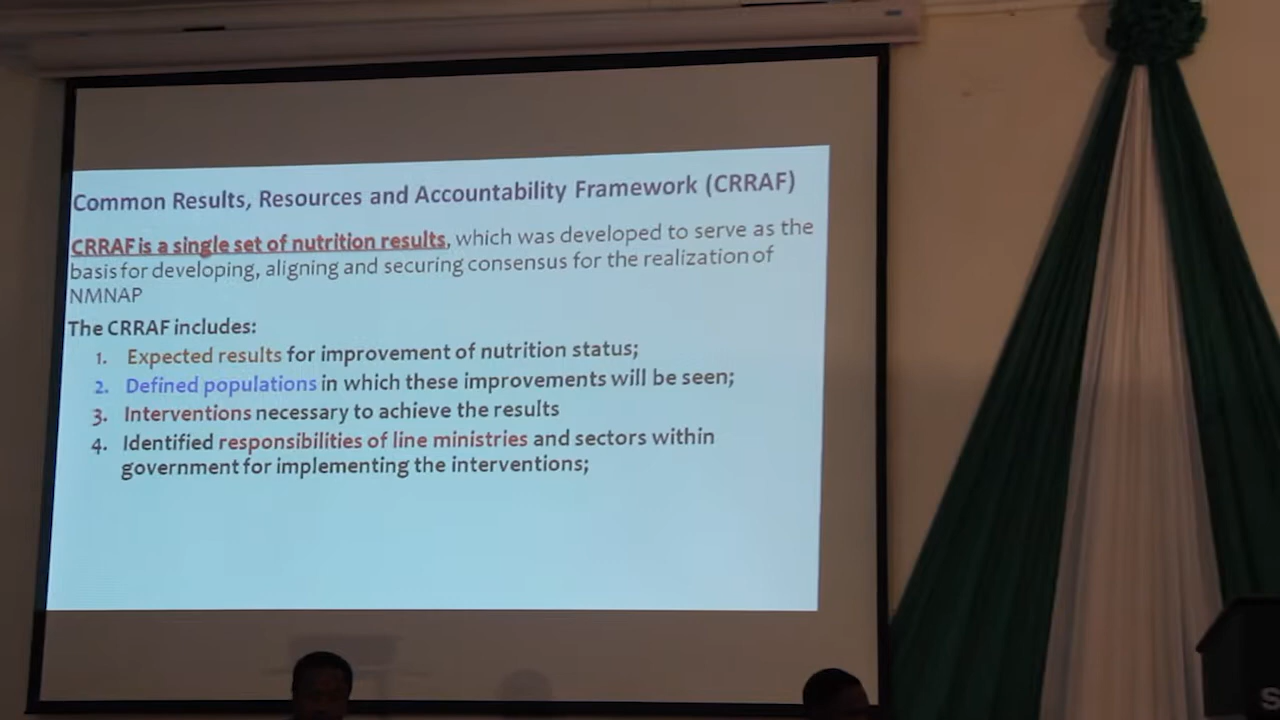 Common Results, Resources and Accountability Framework (CRRAF)
CRRAF is a single set of nutrition results, which was developed to serve as the
basis for developing, aligning and securing consensus for the realization of
NMNAP
The CRRAF includes:
1. Expected results for improvement of nutrition status;
2. Defined populations in which these improvements will be seen;
3. Interventions necessary to achieve the results
4. Identified responsibilities of line ministries and sectors within
government for implementing the interventions;